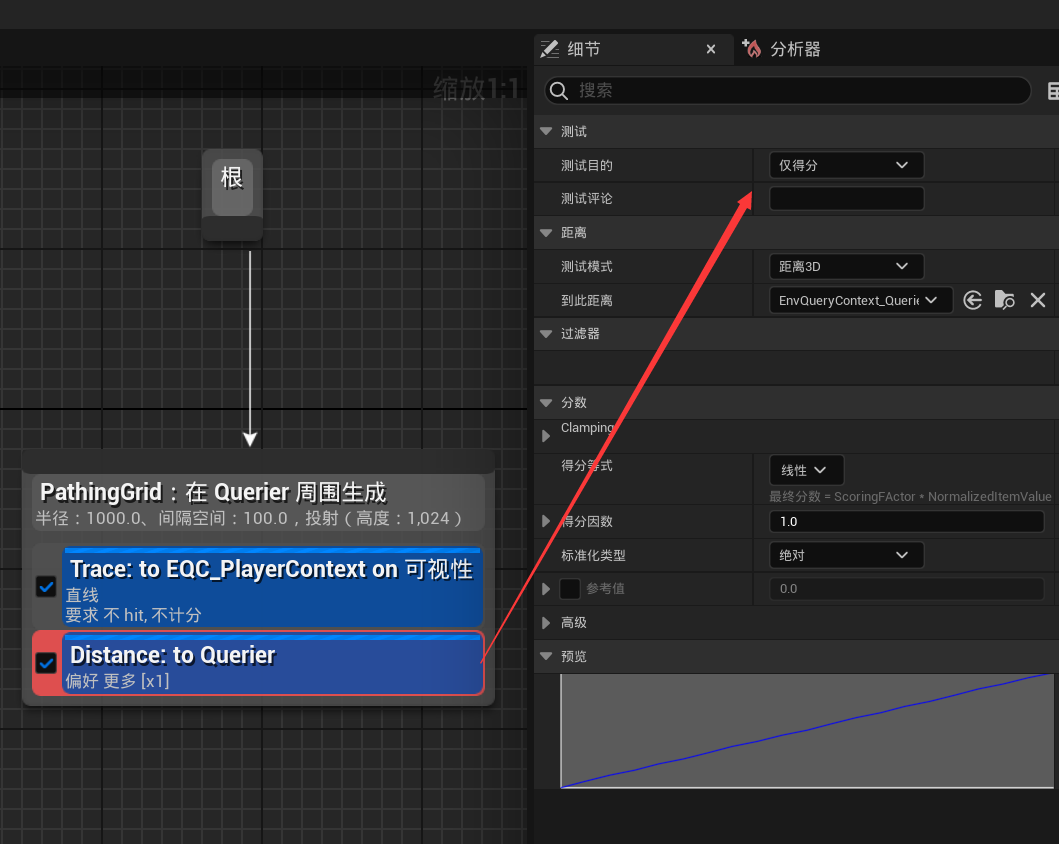 细节
分析器
缩放1:1
搜索
根
PathingGrid：在 Querier 周围生成
半径：1000.0、间隔空间：100.0，投射（高度：1,024）
Trace: to EQC_PlayerContext on 可视性
直线
要求 不 hit, 不计分
Distance: to Querier
偏好 更多 [x1]
测试
测试目的 仅得分
测试评论
距离
测试模式 距离3D
到此距离 EnvQueryContext_Querie
过滤器
分数
Clamping
得分等式 线性
最终分数 = ScoringFActor * NormalizedItemValue
得分因数 1.0
标准化类型 绝对
参考值 0.0
高级
预览